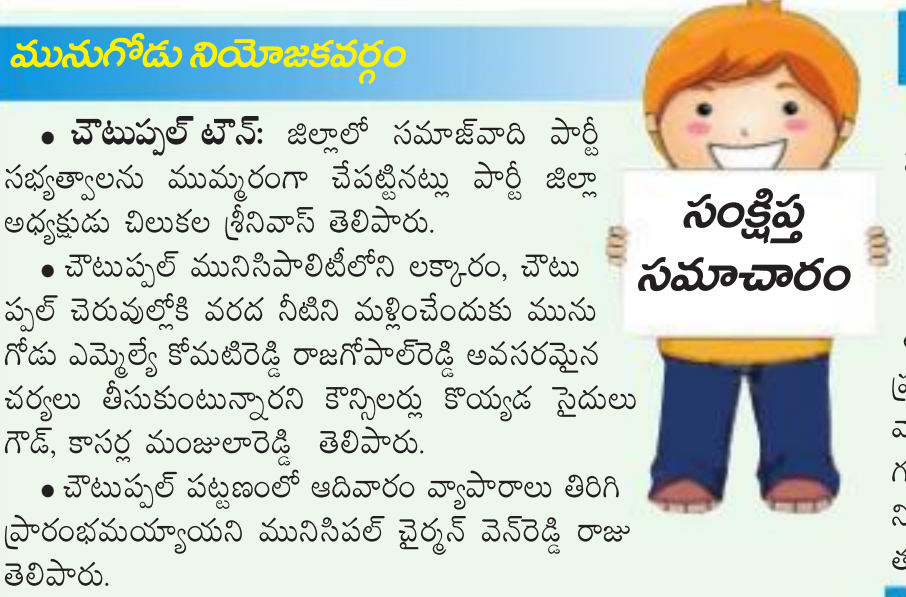 మునుగోడు నియోజకవర్గం
• చౌటుప్పల్ టౌన్: జిల్లాలో సమాజ్‌వాది పార్టీ
సభ్యత్వాలను ముమ్మరంగా చేపట్టినట్లు పార్టీ జిల్లా
అధ్యక్షుడు చిలుకల శ్రీనివాస్ తెలిపారు.
• చౌటుప్పల్ మునిసిపాలిటీలోని లక్కారం, చౌటు
ప్పల్ చెరువుల్లోకి వరద నీటిని మళ్లించేందుకు మును
గోడు ఎమ్మెల్యే కోమటిరెడ్డి రాజగోపాల్‌రెడ్డి అవసరమైన
చర్యలు తీసుకుంటున్నారని కౌన్సిలర్లు కొయ్యడ సైదులు
గౌడ్, కాసర్ల మంజులారెడ్డి తెలిపారు.
• చౌటుప్పల్ పట్టణంలో ఆదివారం వ్యాపారాలు తిరిగి
ప్రారంభమయ్యాయని మునిసిపల్ చైర్మన్ వెన్‌రెడ్డి రాజు
తెలిపారు.
సంక్షిప్త
సమాచారం